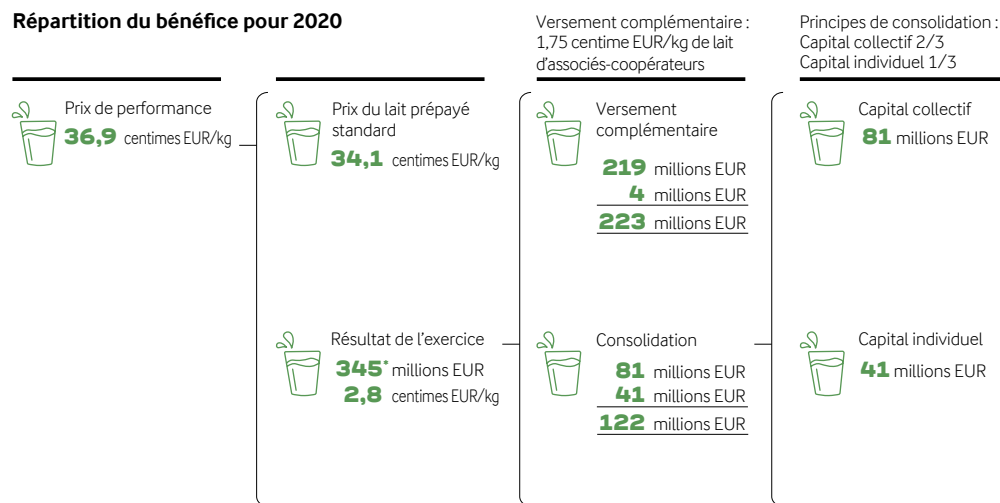 Répartition du bénéfice pour 2020
Versement complémentaire :
1,75 centime EUR/kg de lait
d'associés-coopérateurs
Principes de consolidation :
Capital collectif 2/3
Capital individuel 1/3
Prix de performance
36,9 centimes EUR/kg
Prix du lait prépayé
standard
34,1 centimes EUR/kg
Versement
complémentaire
219 millions EUR
4 millions EUR
223 millions EUR
Capital collectif
81 millions EUR
Résultat de l'exercice
345* millions EUR
2,8 centimes EUR/kg
Consolidation
81 millions EUR
41 millions EUR
122 millions EUR
Capital individuel
41 millions EUR